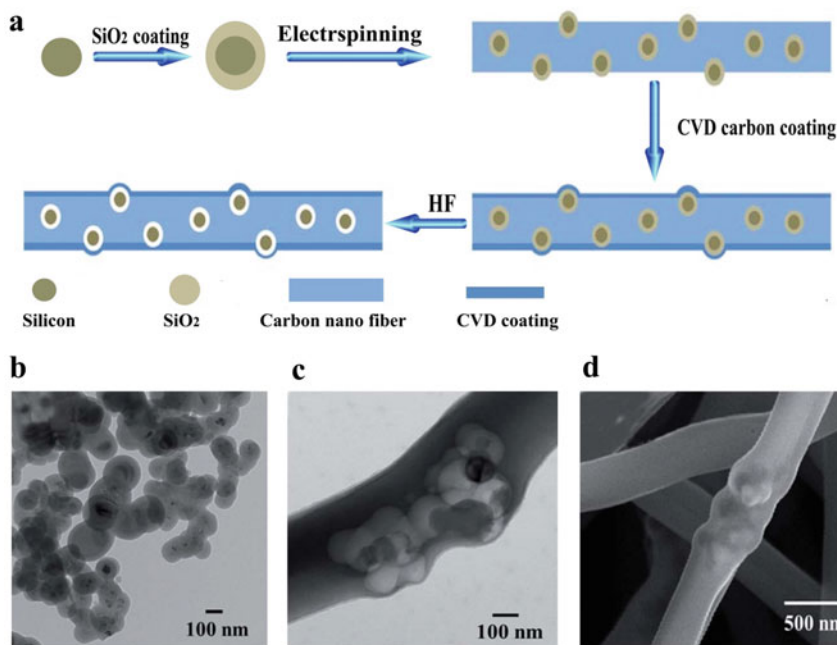 a
SiO₂ coating
Electrspinning
CVD carbon coating
HF
Silicon
SiO₂
Carbon nano fiber
CVD coating
b
c
d
100 nm
100 nm
500 nm